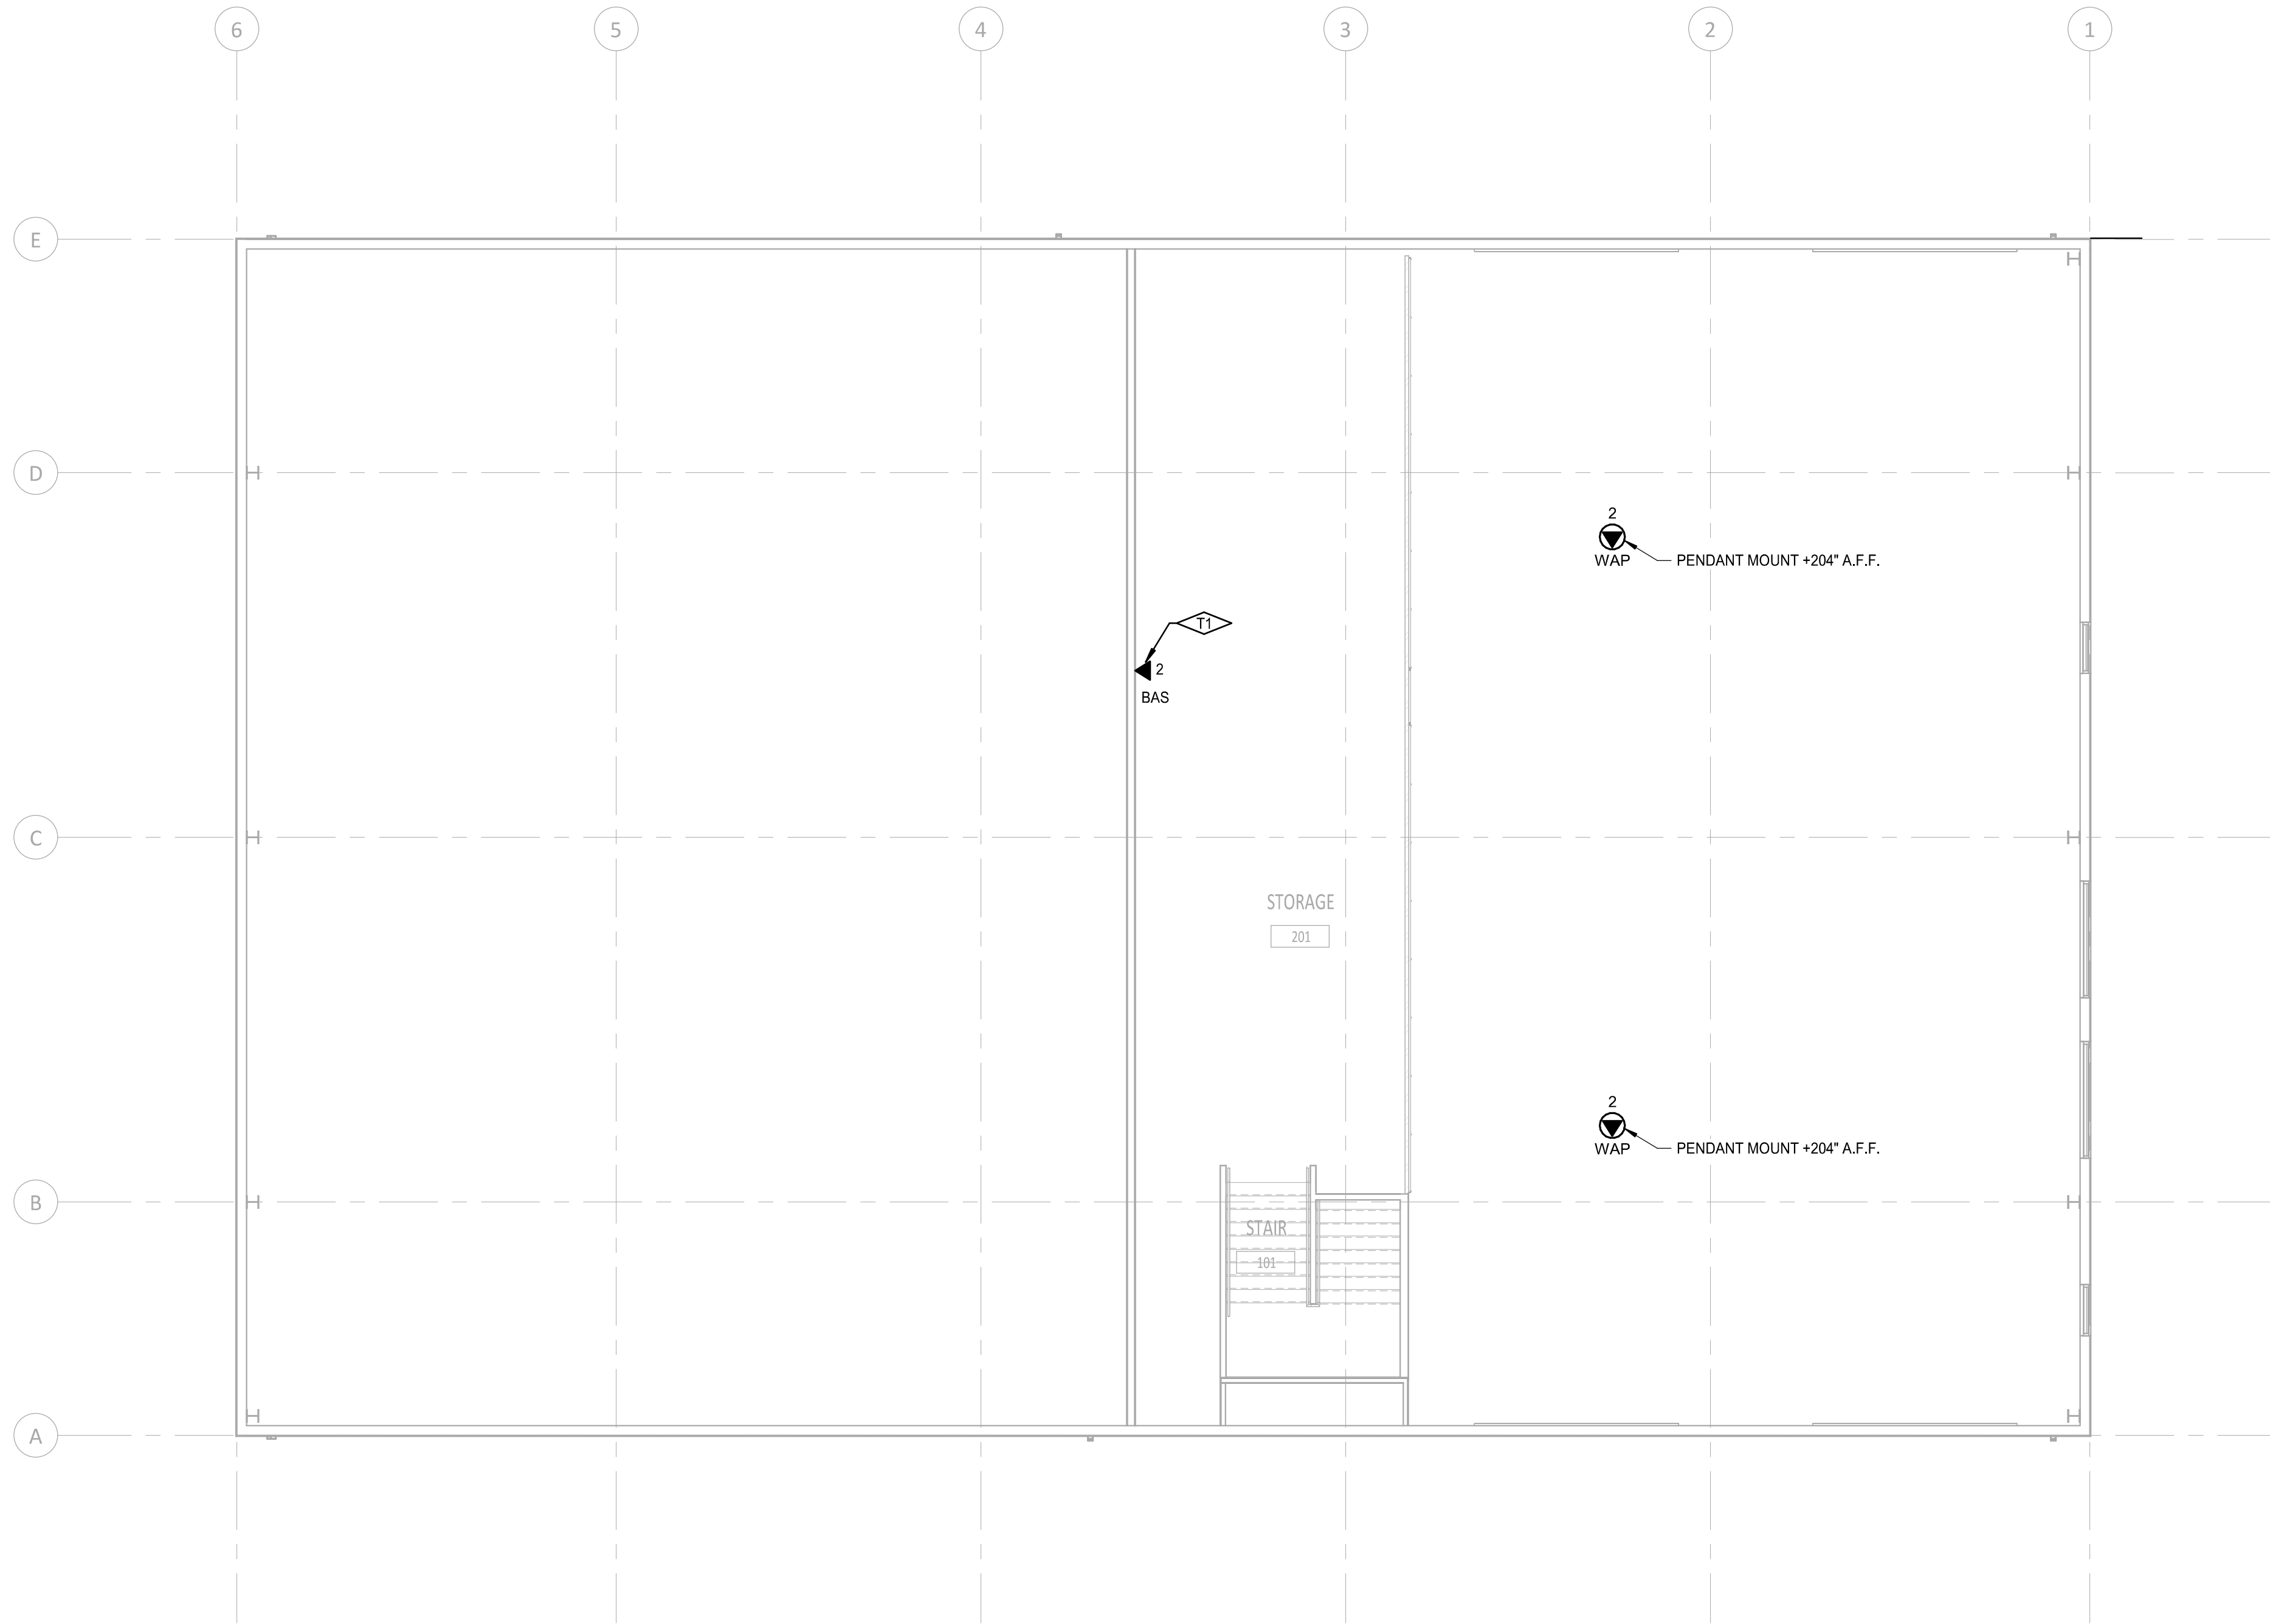 6 5 4 3 2 1
E
D
2
WAP
PENDANT MOUNT +204" A.F.F.
T1
2
BAS
C
STORAGE
201
2
WAP
PENDANT MOUNT +204" A.F.F.
B
STAIR
101
A